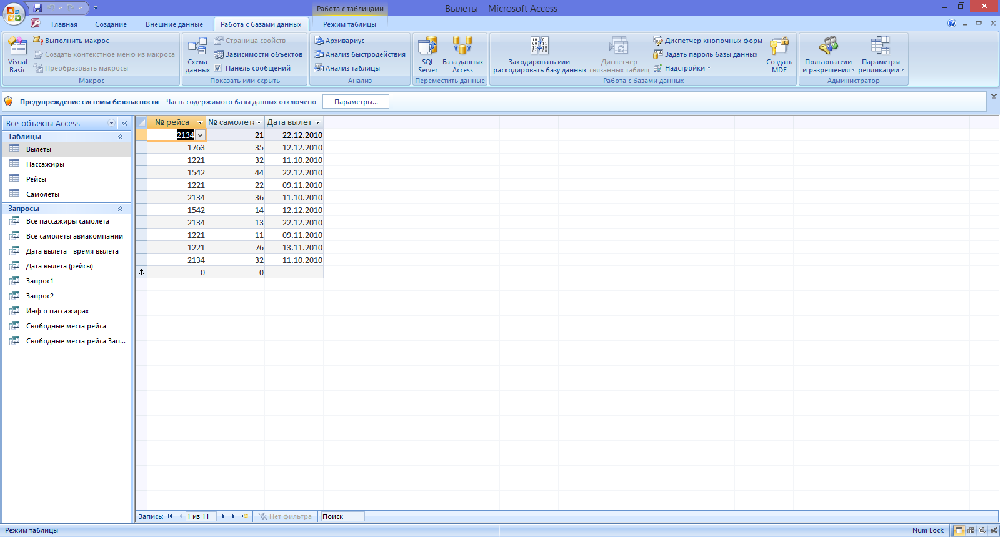 Работа с таблицами
Вылеты - Microsoft Access
Главная Создание Внешние данные Работа с базами данных Режим таблицы
Visual Basic
Выполнить макрос
Создать контекстное меню из макроса
Преобразовать макросы
Макрос
Схема данных
Страница свойств
Зависимости объектов
Панель сообщений
Показать или скрыть
Архивариус
Анализ быстродействия
Анализ таблицы
Анализ
SQL Server
База данных Access
Переместить данные
Закодировать или раскодировать базу данных
Диспетчер связанных таблиц
Диспетчер кнопочных форм
Задать пароль базы данных
Надстройки
Создать MDE
Работа с базами данных
Пользователи и разрешения
Параметры репликации
Администратор
Предупреждение системы безопасности Часть содержимого базы данных отключено Параметры...
Все объекты Access
Таблицы
Вылеты
Пассажиры
Рейсы
Самолеты
Запросы
Все пассажиры самолета
Все самолеты авиакомпании
Дата вылета - время вылета
Дата вылета (рейсы)
Запрос1
Запрос2
Инф о пассажирах
Свободные места рейса
Свободные места рейса Зап...
№ рейса № самолета Дата вылет
2134 21 22.12.2010
1763 35 12.12.2010
1221 32 11.10.2010
1542 44 22.12.2010
1221 22 09.11.2010
2134 36 11.10.2010
1542 14 12.12.2010
2134 13 22.12.2010
1221 11 09.11.2010
1221 76 13.11.2010
2134 32 11.10.2010
0 0
Запись: 1 из 11 Нет фильтра Поиск
Режим таблицы Num Lock